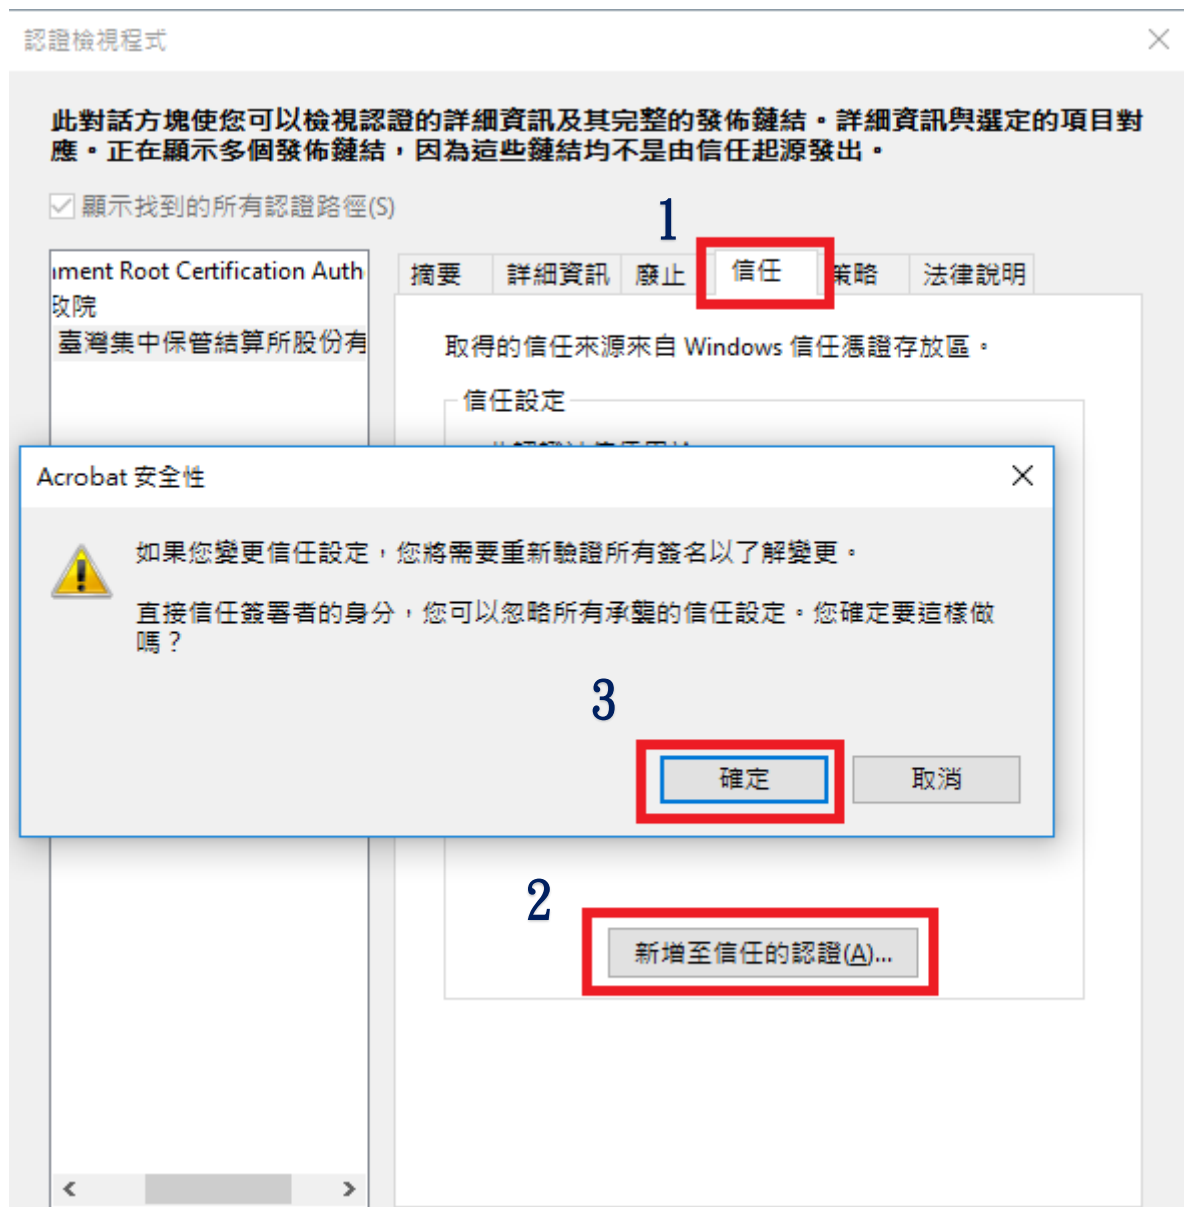 認證檢視程式
此對話方塊使您可以檢視認證的詳細資訊及其完整的發佈鏈結。詳細資訊與選定的項目對
應。正在顯示多個發佈鏈結,因為這些鏈結均不是由信任起源發出。
顯示找到的所有認證路徑(S)
1
ment Root Certification Auth
政院
臺灣集中保管結算所股份有
摘要 詳細資訊 廢止 信任 策略 法律說明
取得的信任來源來自 Windows 信任憑證存放區。
信任設定
Acrobat 安全性
如果您變更信任設定,您將需要重新驗證所有簽名以了解變更。
直接信任簽署者的身分,您可以忽略所有承襲的信任設定。您確定要這樣做
嗎?
3
確定 取消
2
新增至信任的認證(A)...